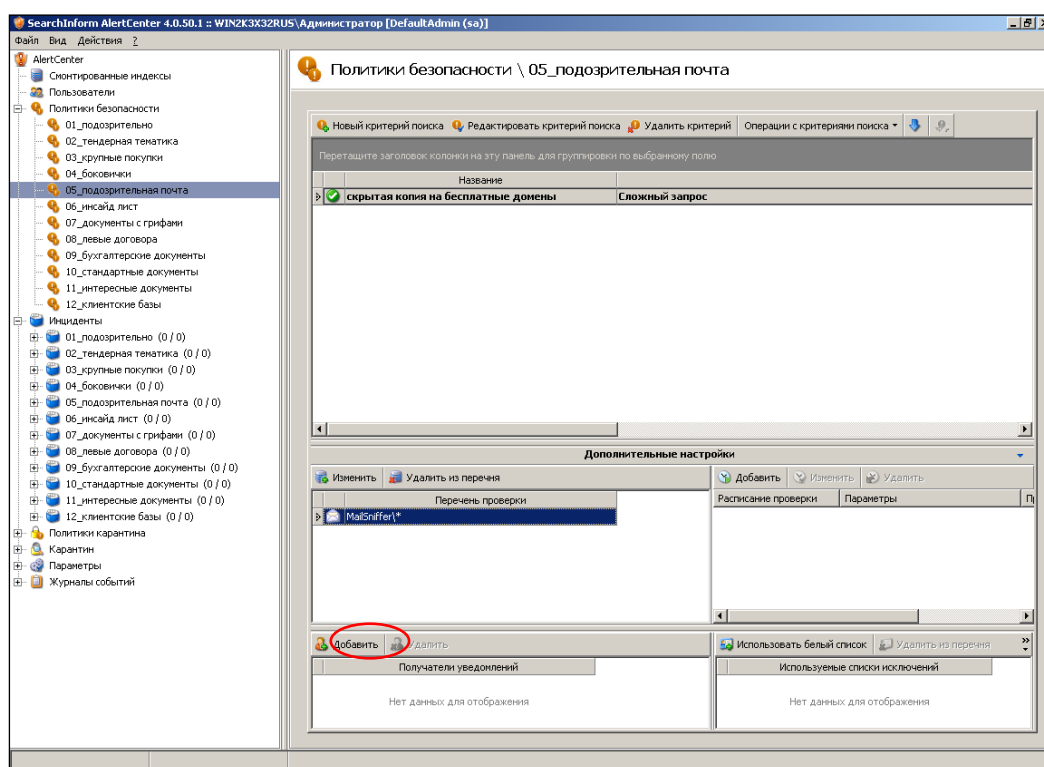 SearchInform AlertCenter 4.0.50.1 :: WIN2K3X32RUS\Администратор [DefaultAdmin (sa)]
Файл Вид Действия ?
AlertCenter
Смонтированные индексы
Пользователи
Политики безопасности
01_подозрительно
02_тендерная тематика
03_крупные покупки
04_боковички
05_подозрительная почта
06_инсайд лист
07_документы с грифами
08_левые договора
09_бухгалтерские документы
10_стандартные документы
11_интересные документы
12_клиентские базы
Инциденты
01_подозрительно (0 / 0)
02_тендерная тематика (0 / 0)
03_крупные покупки (0 / 0)
04_боковички (0 / 0)
05_подозрительная почта (0 / 0)
06_инсайд лист (0 / 0)
07_документы с грифами (0 / 0)
08_левые договора (0 / 0)
09_бухгалтерские документы (0 / 0)
10_стандартные документы (0 / 0)
11_интересные документы (0 / 0)
12_клиентские базы (0 / 0)
Политики карантина
Карантин
Параметры
Журналы событий
Политики безопасности \ 05_подозрительная почта
Новый критерий поиска Редактировать критерий поиска Удалить критерий Операции с критериями поиска
Перетащите заголовок колонки на эту панель для группировки по выбранному полю
Название
скрытая копия на бесплатные домены Сложный запрос
Дополнительные настройки
Изменить Удалить из перечня
Перечень проверки
MailSniffer\*
Добавить Изменить Удалить
Расписание проверки Параметры
Добавить Удалить
Получатели уведомлений
Нет данных для отображения
Использовать белый список Удалить из перечня
Используемые списки исключений
Нет данных для отображения